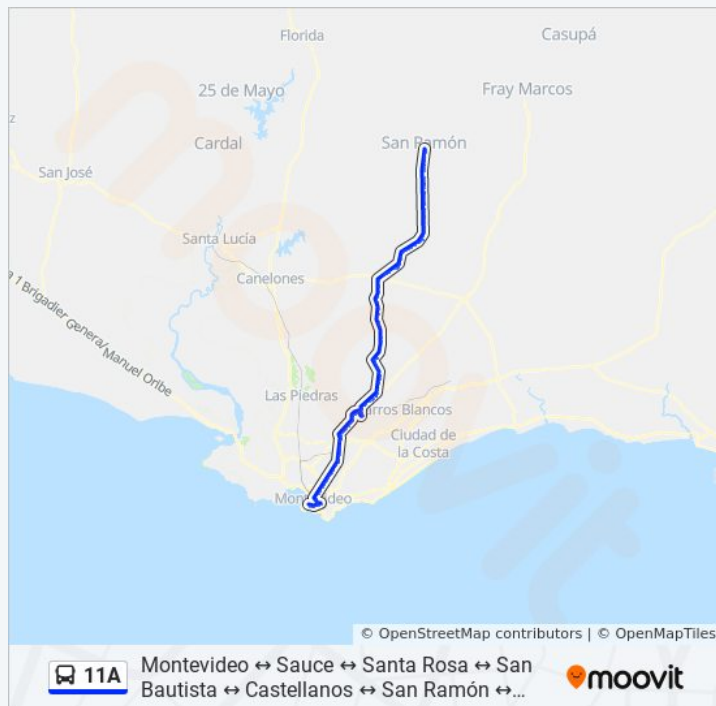 Florida
Casupá
25 de Mayo
Fray Marcos
Cardal
San Ramón
San José
Santa Lucía
Canelones
a 1 Brigadier General Manuel Oribe
Las Piedras
arros Blancos
Ciudad de
la Costa
Montevideo
moovit
© OpenStreetMap contributors | © OpenMapTiles
11A
Montevideo ↔ Sauce ↔ Santa Rosa ↔ San
Bautista ↔ Castellanos ↔ San Ramón ↔...
moovit